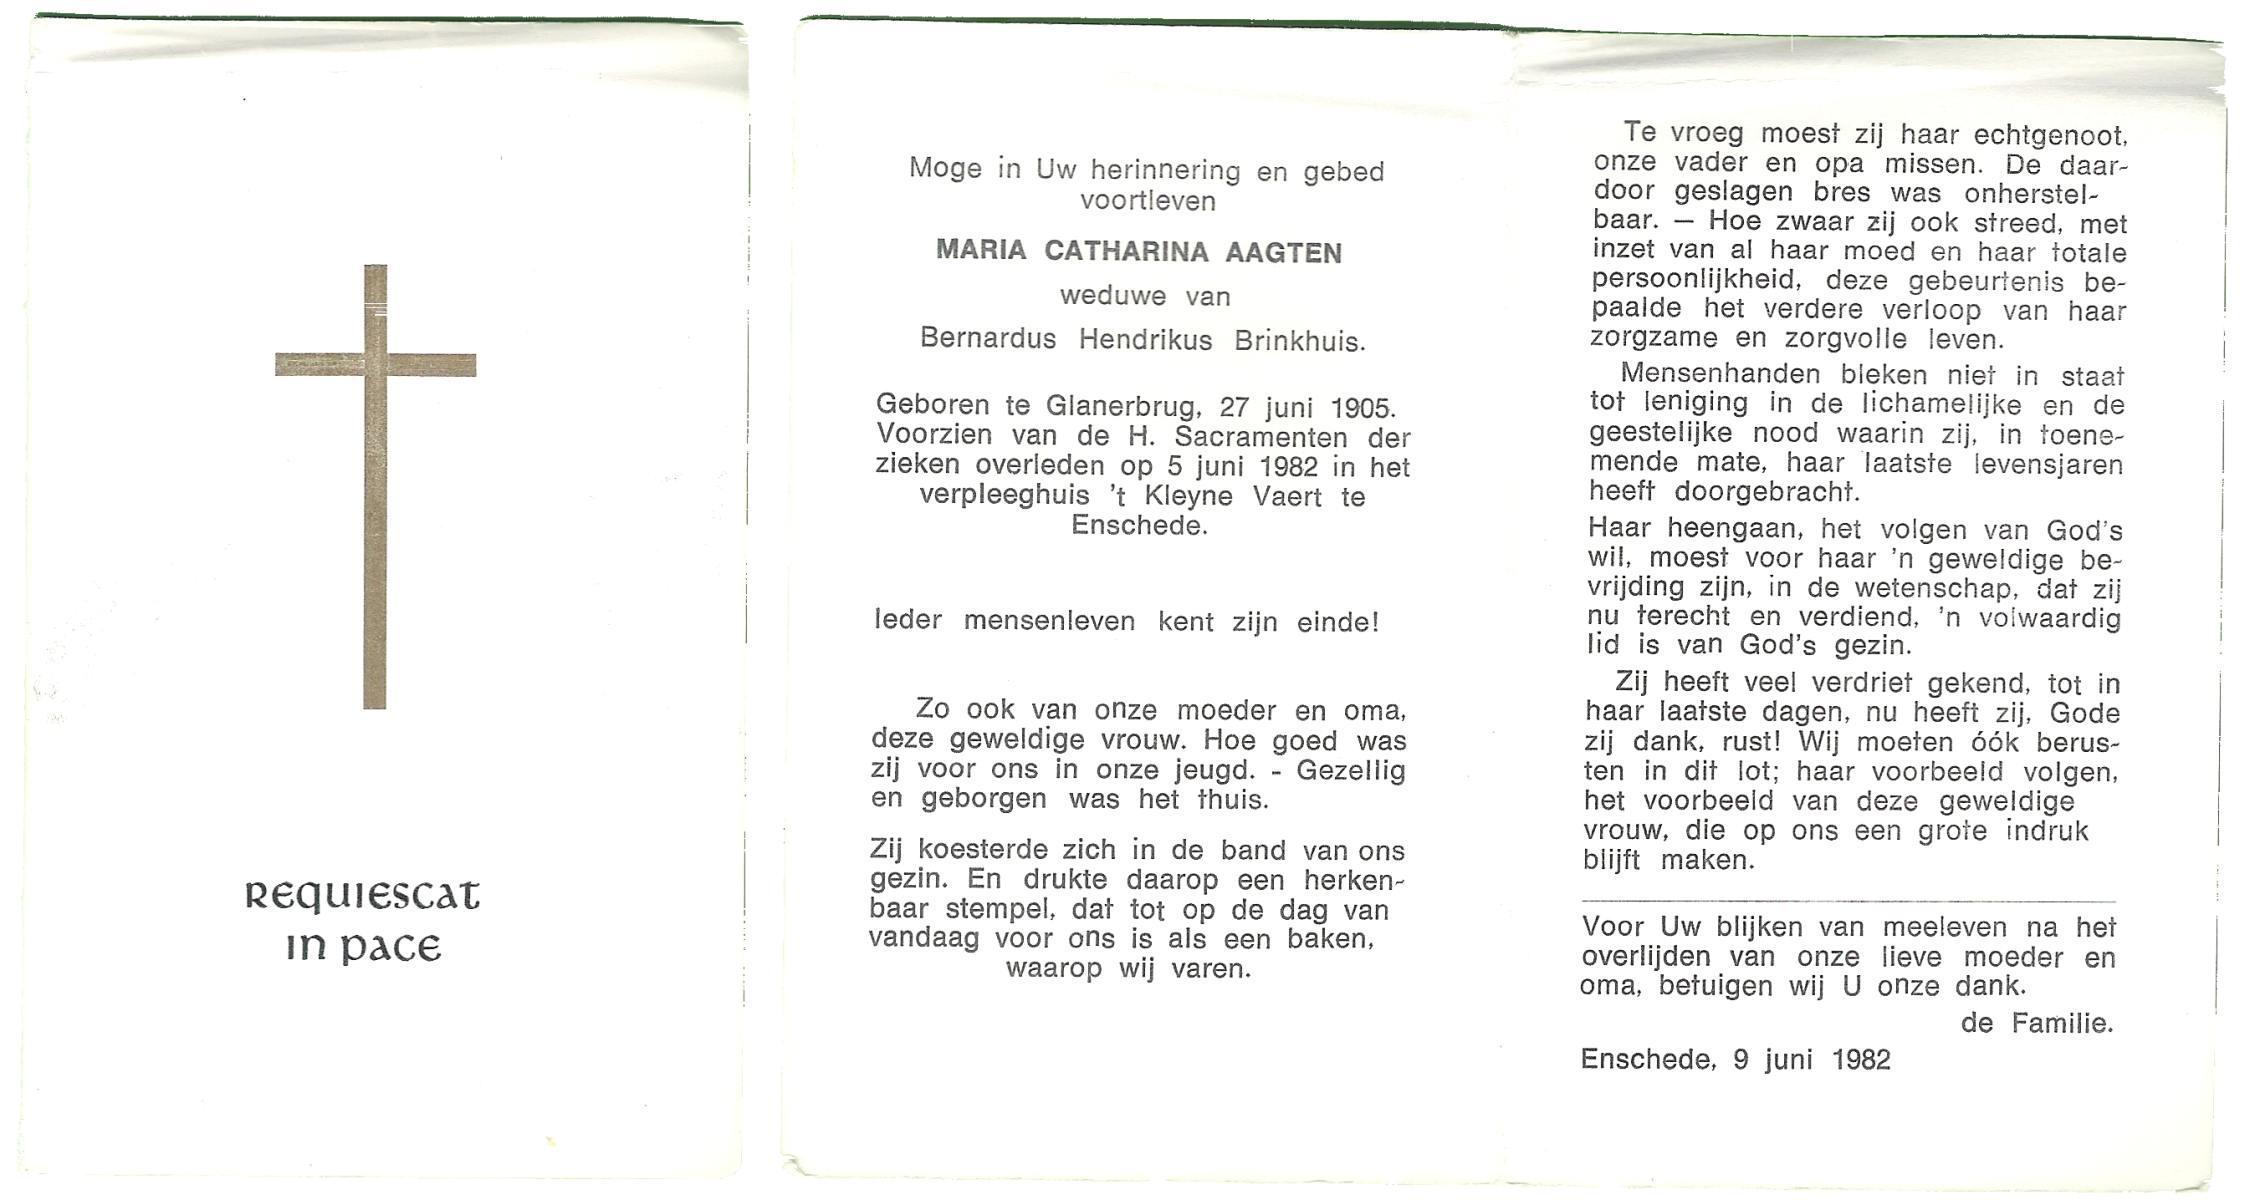 REQUIESCAT
IN PACE
Moge in Uw herinnering en gebed
voortleven
MARIA CATHARINA AAGTEN
weduwe van
Bernardus Hendrikus Brinkhuis.
Geboren te Glanerbrug, 27 juni 1905.
Voorzien van de H. Sacramenten der
zieken overleden op 5 juni 1982 in het
verpleeghuis 't Kleyne Vaert te
Enschede.
Ieder mensenleven kent zijn einde!
Zo ook van onze moeder en oma,
deze geweldige vrouw. Hoe goed was
zij voor ons in onze jeugd. - Gezellig
en geborgen was het thuis.
Zij koesterde zich in de band van ons
gezin. En drukte daarop een herken-
baar stempel, dat tot op de dag van
vandaag voor ons is als een baken,
waarop wij varen.
Te vroeg moest zij haar echtgenoot,
onze vader en opa missen. De daar-
door geslagen bres was onherstel-
baar. — Hoe zwaar zij ook streed, met
inzet van al haar moed en haar totale
persoonlijkheid, deze gebeurtenis be-
paalde het verdere verloop van haar
zorgzame en zorgvolle leven.
Mensenhanden bleken niet in staat
tot leniging in de lichamelijke en de
geestelijke nood waarin zij, in toene-
mende mate, haar laatste levensjaren
heeft doorgebracht.
Haar heengaan, het volgen van God's
wil, moest voor haar 'n geweldige be-
vrijding zijn, in de wetenschap, dat zij
nu terecht en verdiend, 'n volwaardig
lid is van God's gezin.
Zij heeft veel verdriet gekend, tot in
haar laatste dagen, nu heeft zij, Gode
zij dank, rust! Wij moeten óók berus-
ten in dit lot; haar voorbeeld volgen,
het voorbeeld van deze geweldige
vrouw, die op ons een grote indruk
blijft maken.
Voor Uw blijken van meeleven na het
overlijden van onze lieve moeder en
oma, betuigen wij U onze dank.
de Familie.
Enschede, 9 juni 1982